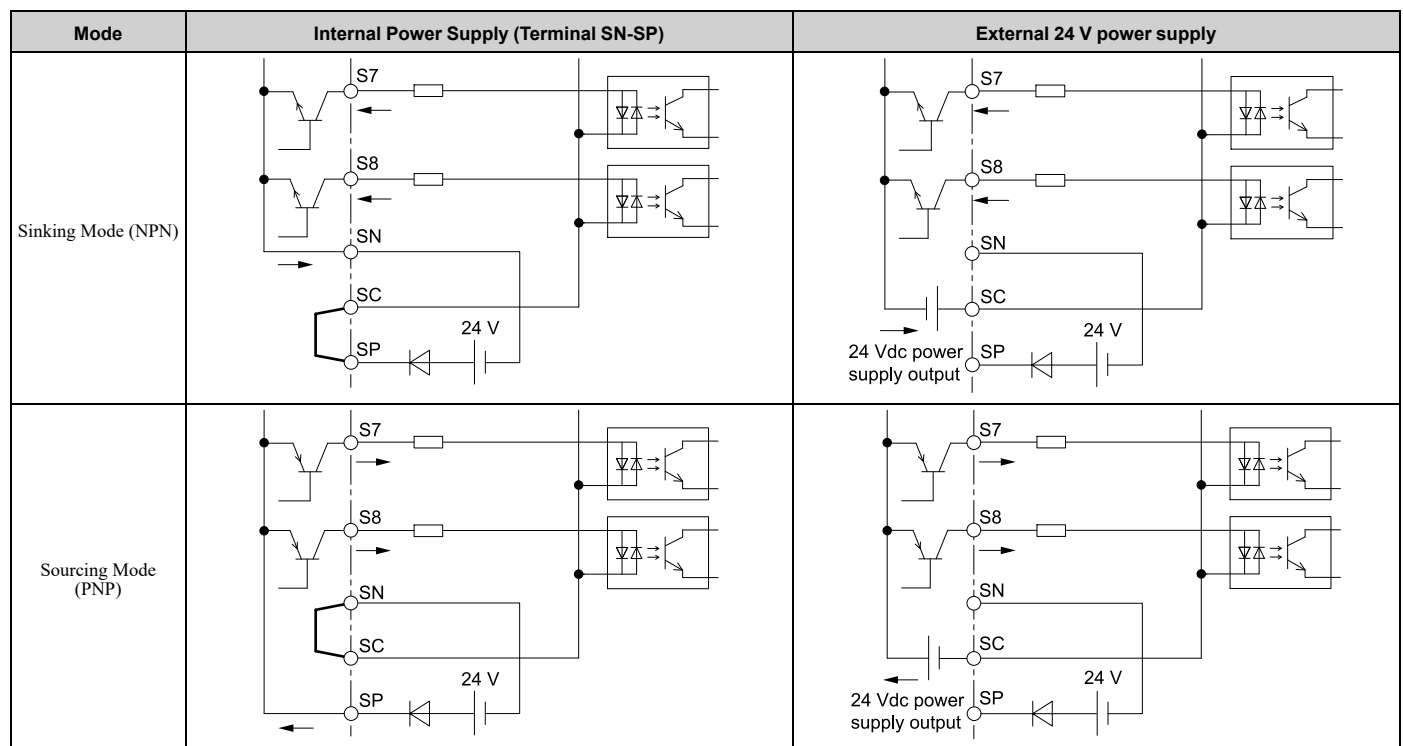 Mode
Internal Power Supply (Terminal SN-SP)
External 24 V power supply
Sinking Mode (NPN)
S7
S8
SN
SC
24 V
SP
S7
S8
SN
SC
24 V
24 Vdc power
supply output
SP
Sourcing Mode
(PNP)
S7
S8
SN
SC
24 V
SP
S7
S8
SN
SC
24 V
24 Vdc power
supply output
SP